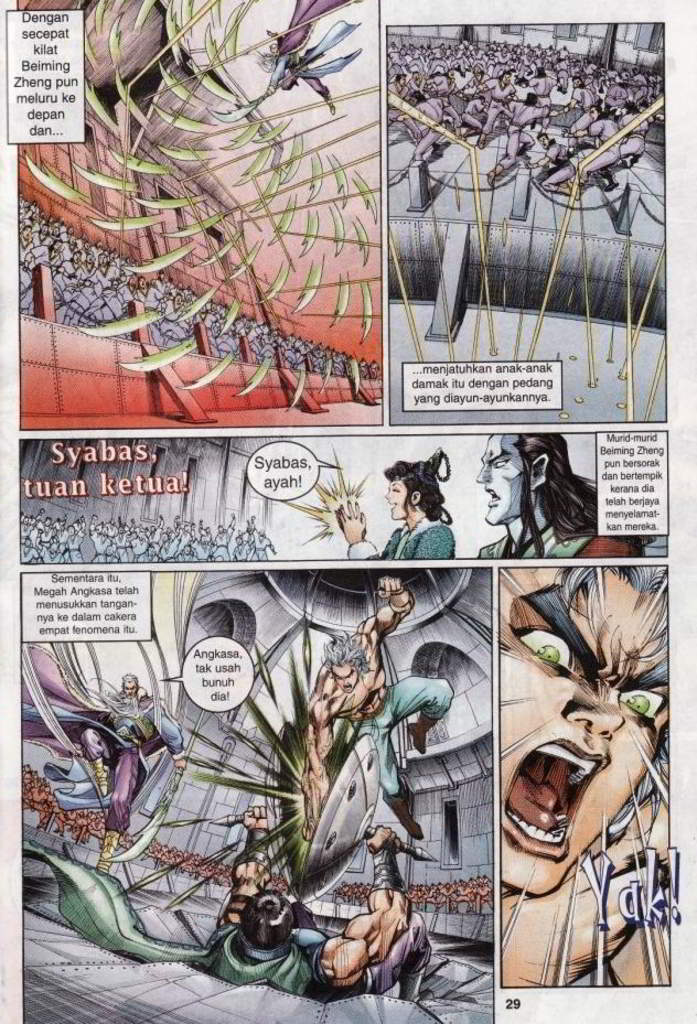 Dengan
secepat
kilat
Beiming
Zheng pun
meluru ke
depan
dan...
...menjatuhkan anak-anak
damak itu dengan pedang
yang diayun-ayunkannya.
Syabas,
tuan ketua!
Syabas,
ayah!
Murid-murid
Beiming Zheng
pun bersorak
dan bertempik
kerana dia
telah berjaya
menyelamat-
kan mereka.
Sementara itu,
Megah Angkasa telah
menusukkan tangan-
nya ke dalam cakera
empat fenomena itu.
Angkasa,
tak usah
bunuh
dia!
Yak!
29